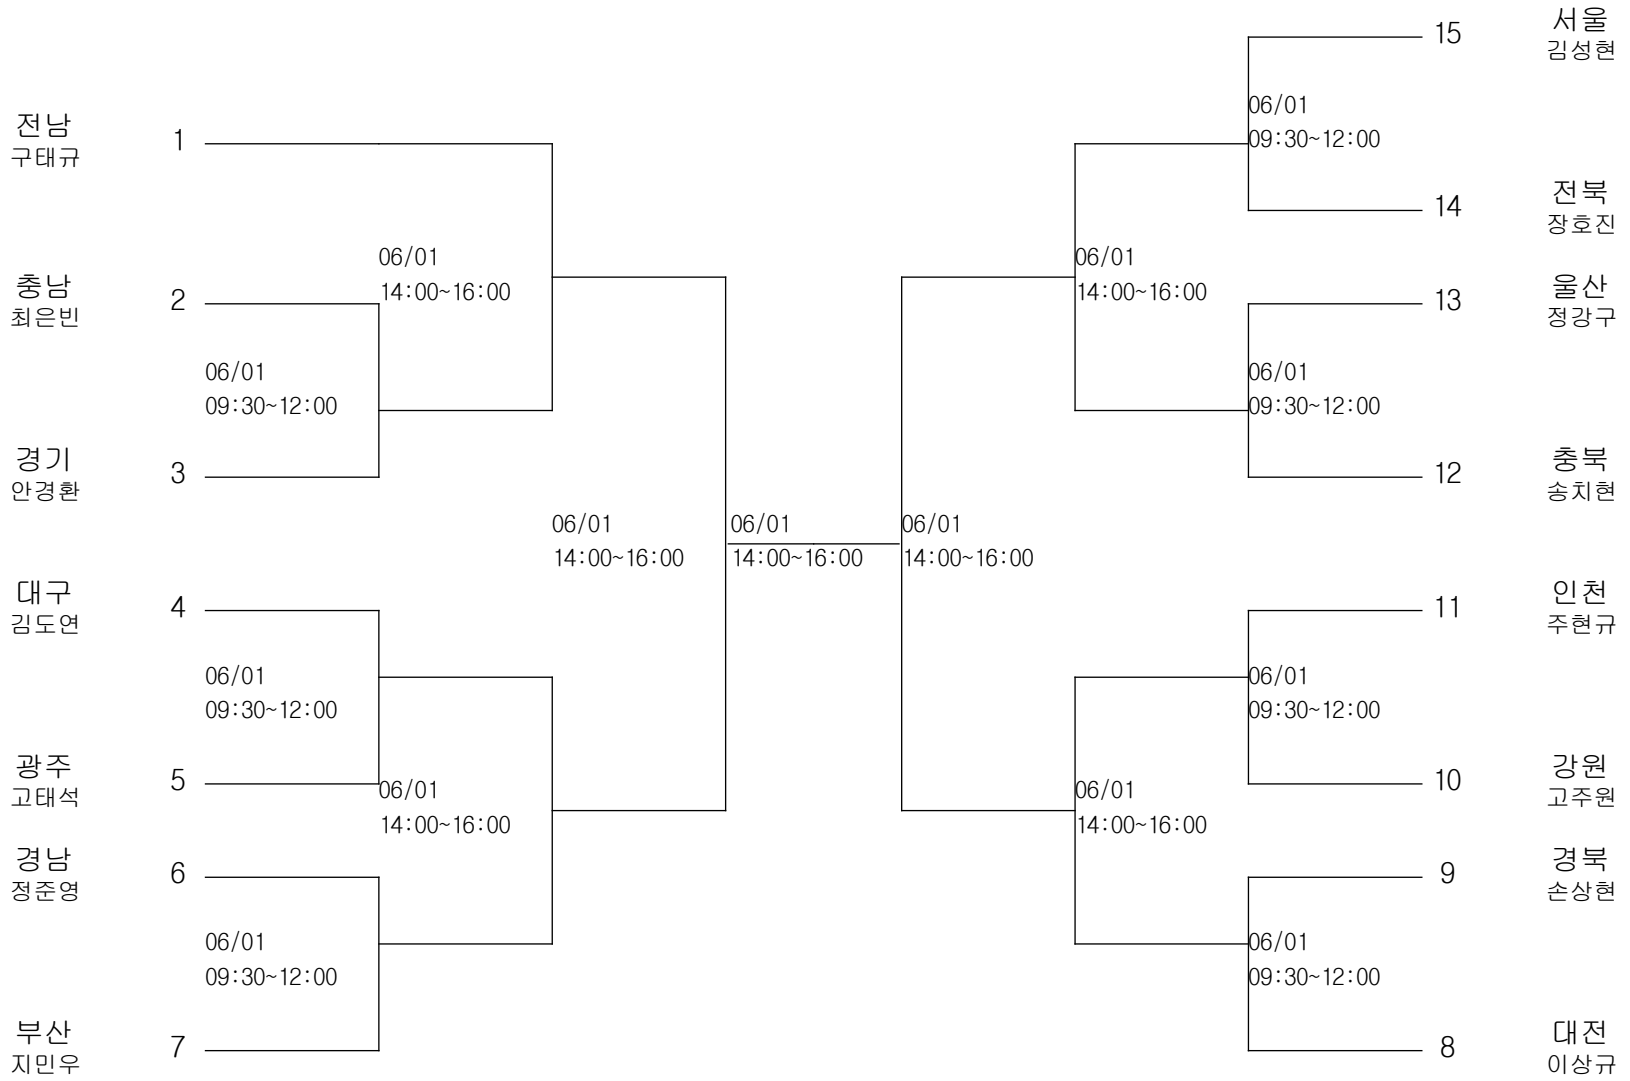 전남
구태규
1
충남
최은빈
2
06/01
14:00~16:00
06/01
09:30~12:00
경기
안경환
3
대구
김도연
4
06/01
09:30~12:00
광주
고태석
5
06/01
14:00~16:00
경남
정준영
6
06/01
09:30~12:00
부산
지민우
7
06/01
14:00~16:00
06/01
14:00~16:00
06/01
14:00~16:00
15
서울
김성현
06/01
09:30~12:00
14
전북
장호진
06/01
14:00~16:00
13
울산
정강구
06/01
09:30~12:00
12
충북
송치현
11
인천
주현규
06/01
09:30~12:00
10
강원
고주원
06/01
14:00~16:00
9
경북
손상현
06/01
09:30~12:00
8
대전
이상규